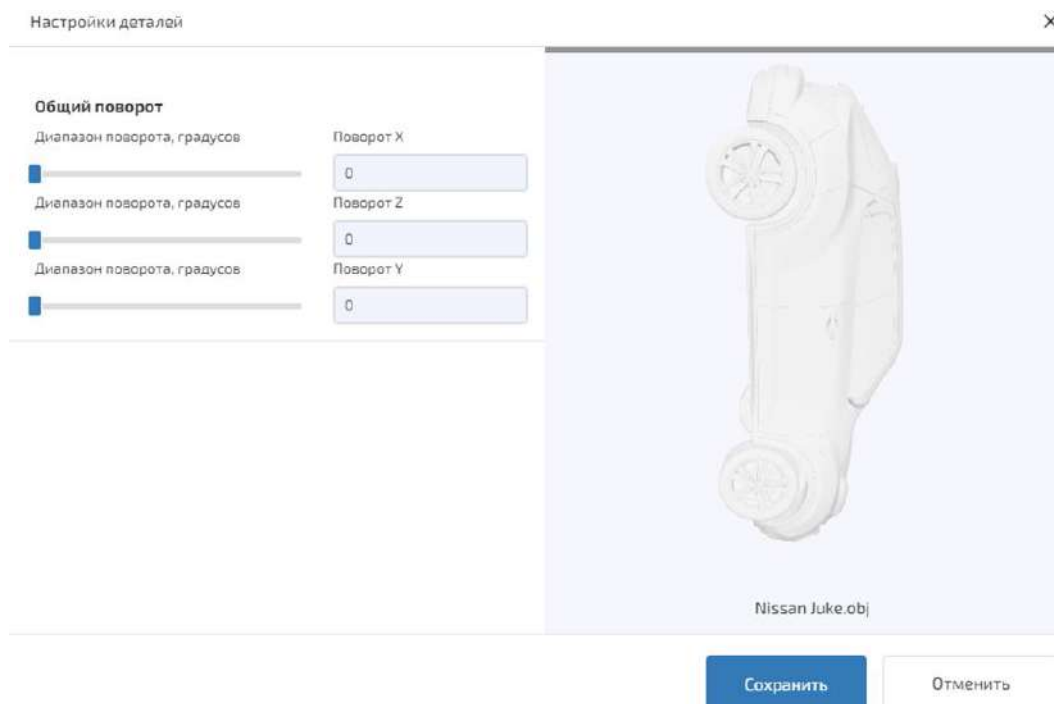 Настройки деталей
Общий поворот
Диапазон поворота, градусов
Поворот X
0
Диапазон поворота, градусов
Поворот Z
0
Диапазон поворота, градусов
Поворот Y
0
Nissan Juke.obj
Сохранить
Отменить